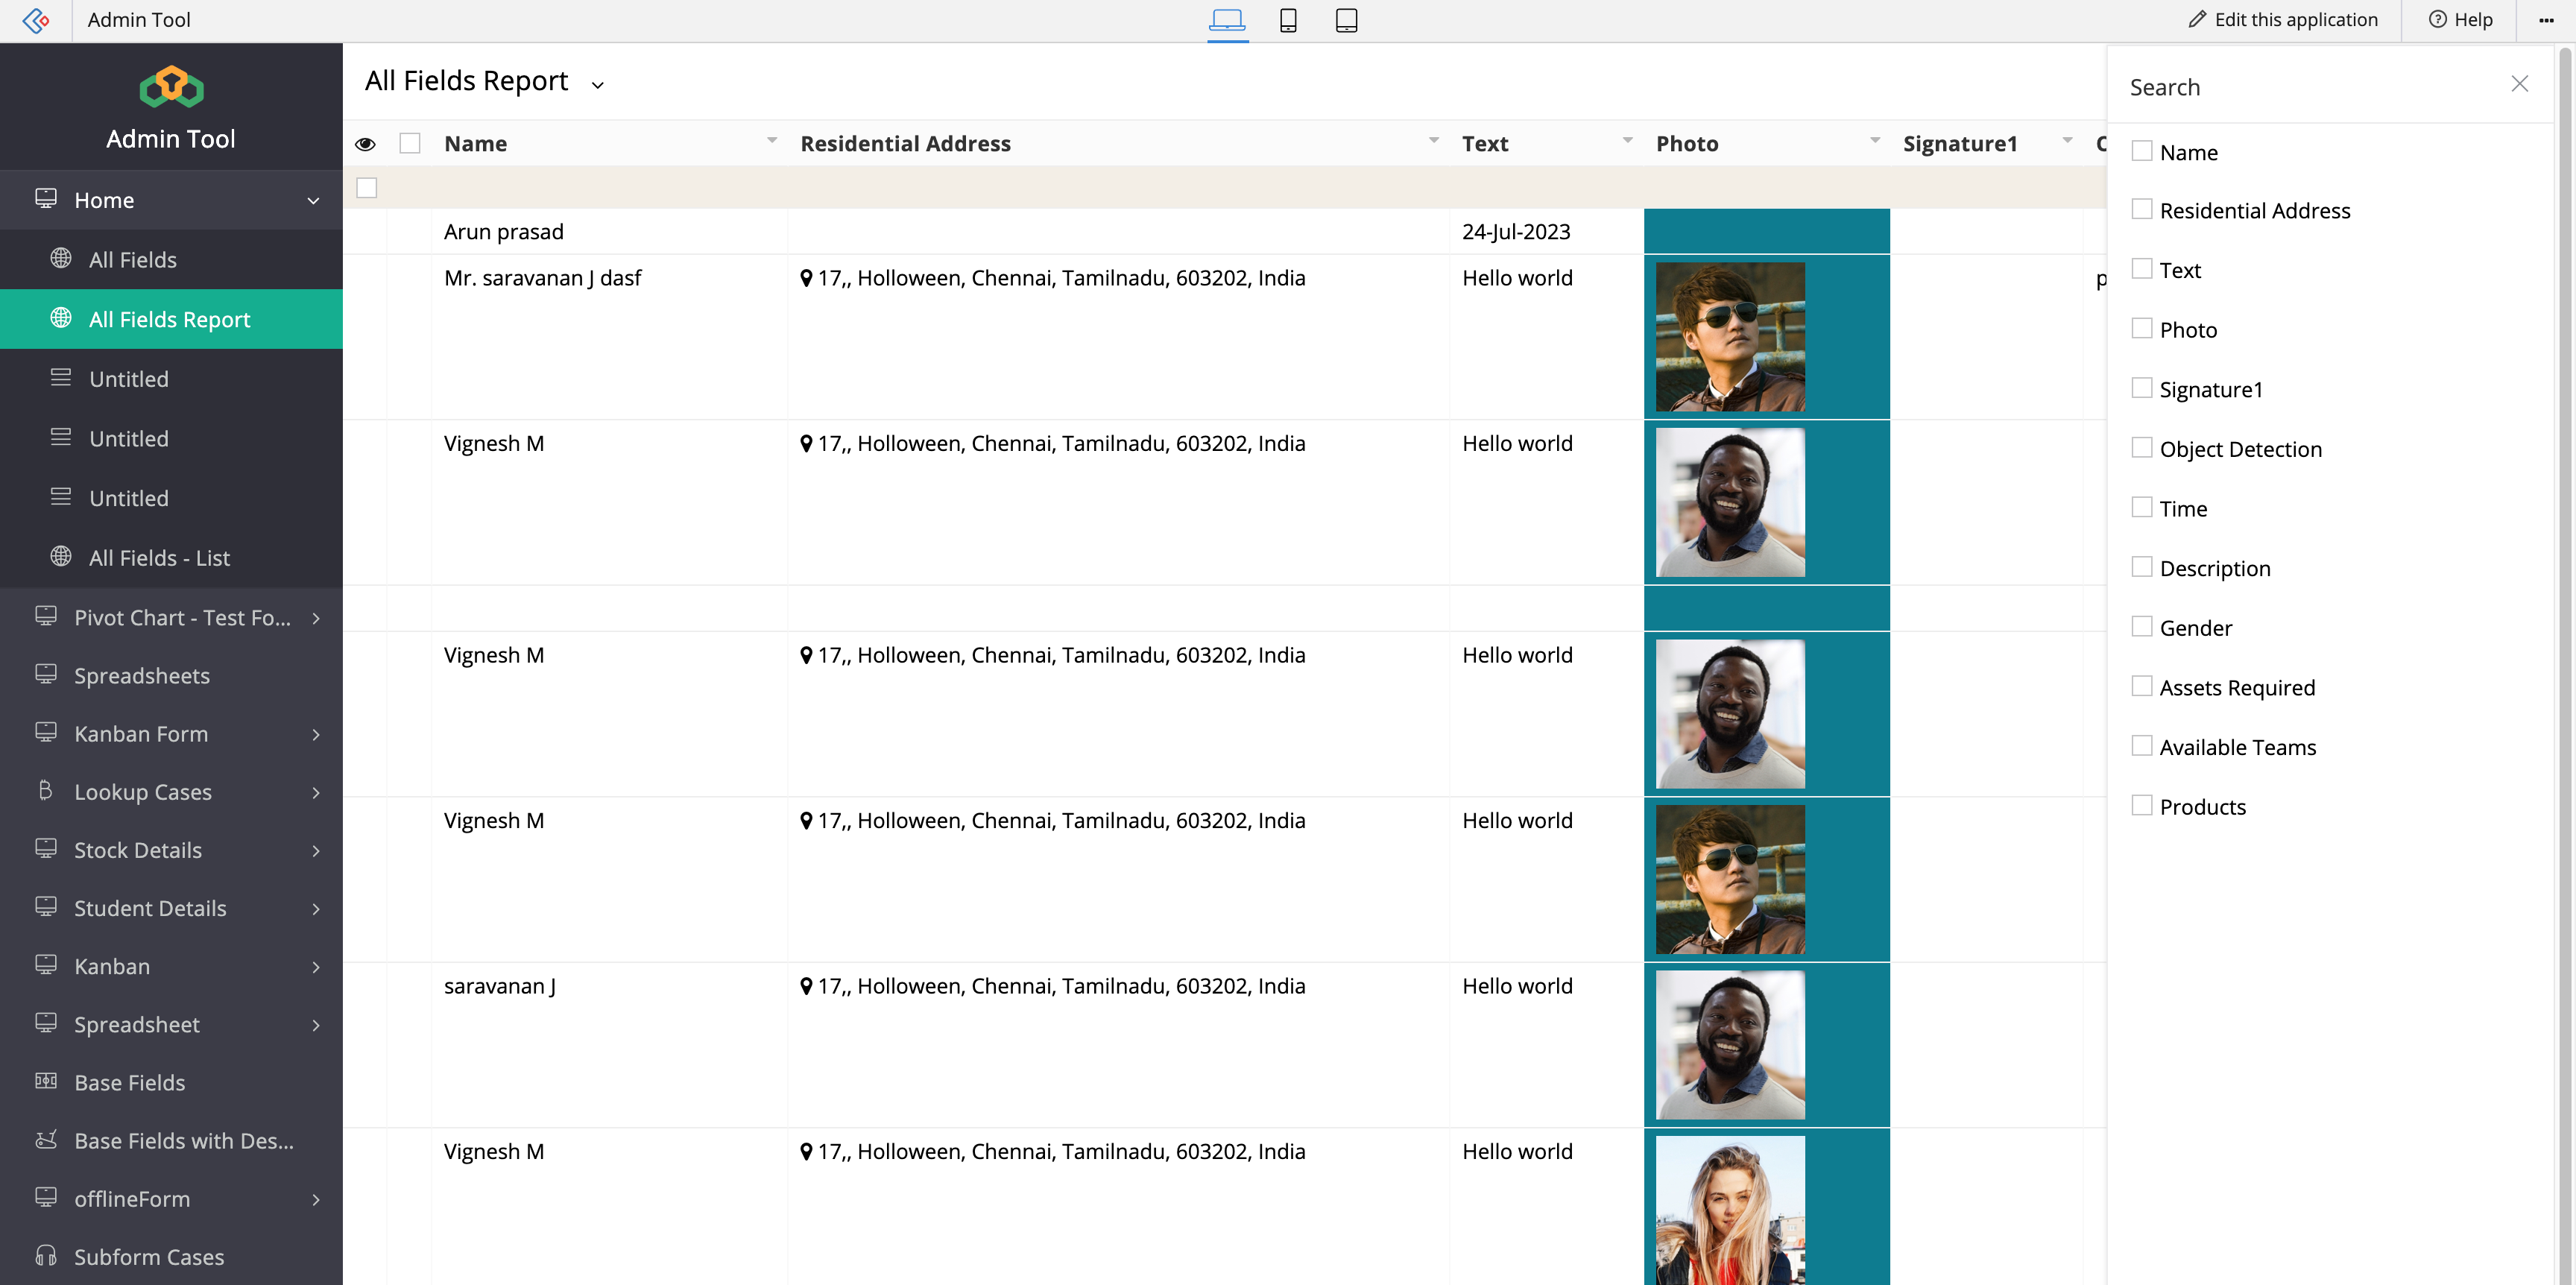 Admin Tool
Edit this application
Help
Admin Tool
Home
All Fields
All Fields Report
Untitled
Untitled
Untitled
All Fields - List
Pivot Chart - Test Fo...
Spreadsheets
Kanban Form
Lookup Cases
Stock Details
Student Details
Kanban
Spreadsheet
Base Fields
Base Fields with Des...
offlineForm
Subform Cases
All Fields Report
Name Residential Address Text Photo Signature1
Arun prasad 24-Jul-2023
Mr. saravanan J dasf 17,, Holloween, Chennai, Tamilnadu, 603202, India Hello world p
Vignesh M 17,, Holloween, Chennai, Tamilnadu, 603202, India Hello world
Vignesh M 17,, Holloween, Chennai, Tamilnadu, 603202, India Hello world
Vignesh M 17,, Holloween, Chennai, Tamilnadu, 603202, India Hello world
saravanan J 17,, Holloween, Chennai, Tamilnadu, 603202, India Hello world
Vignesh M 17,, Holloween, Chennai, Tamilnadu, 603202, India Hello world
Search
Name
Residential Address
Text
Photo
Signature1
Object Detection
Time
Description
Gender
Assets Required
Available Teams
Products